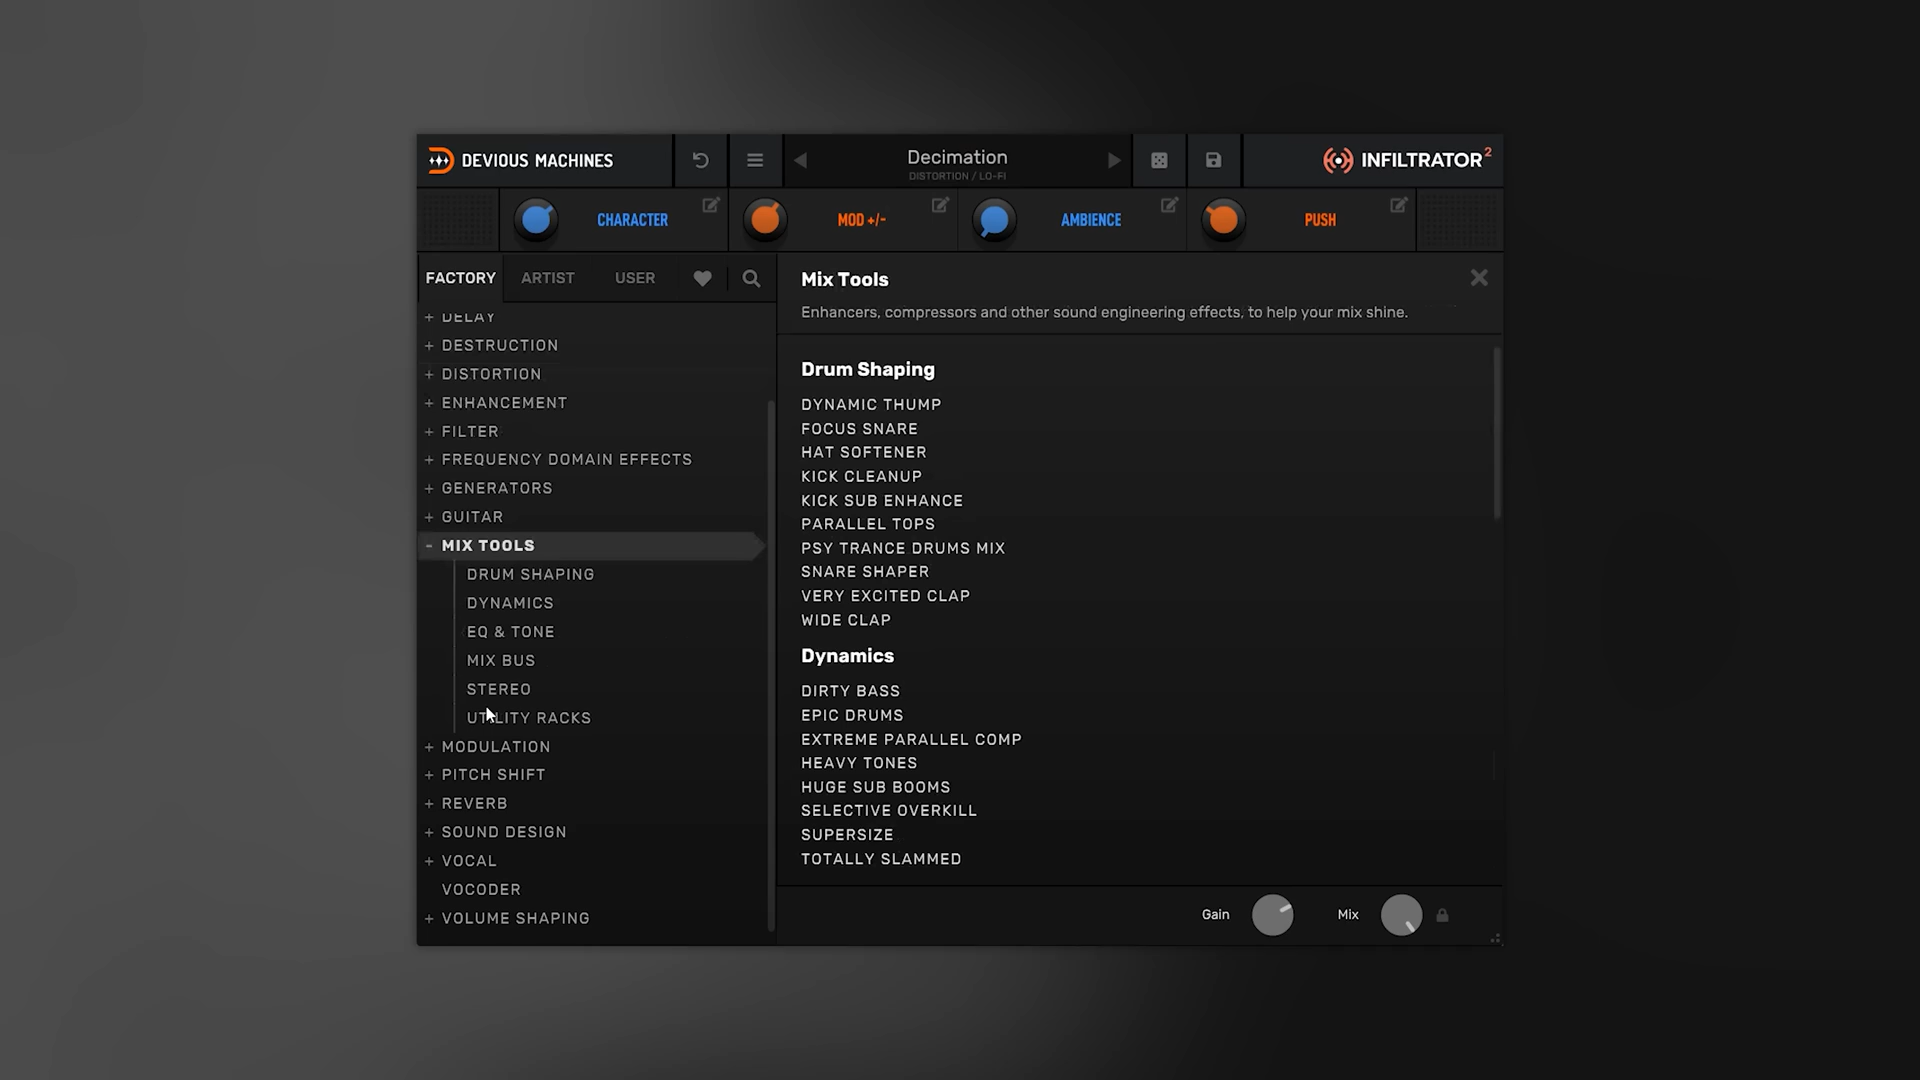 DEVIOUS MACHINES
Decimation
DISTORTION / LO-FI
INFILTRATOR2
CHARACTER
MOD +/-
AMBIENCE
PUSH
FACTORY
ARTIST
USER
+ DELAY
+ DESTRUCTION
+ DISTORTION
+ ENHANCEMENT
+ FILTER
+ FREQUENCY DOMAIN EFFECTS
+ GENERATORS
+ GUITAR
- MIX TOOLS
DRUM SHAPING
DYNAMICS
EQ & TONE
MIX BUS
STEREO
UTILITY RACKS
+ MODULATION
+ PITCH SHIFT
+ REVERB
+ SOUND DESIGN
+ VOCAL
VOCODER
+ VOLUME SHAPING
Mix Tools
Enhancers, compressors and other sound engineering effects, to help your mix shine.
Drum Shaping
DYNAMIC THUMP
FOCUS SNARE
HAT SOFTENER
KICK CLEANUP
KICK SUB ENHANCE
PARALLEL TOPS
PSY TRANCE DRUMS MIX
SNARE SHAPER
VERY EXCITED CLAP
WIDE CLAP
Dynamics
DIRTY BASS
EPIC DRUMS
EXTREME PARALLEL COMP
HEAVY TONES
HUGE SUB BOOMS
SELECTIVE OVERKILL
SUPERSIZE
TOTALLY SLAMMED
Gain
Mix